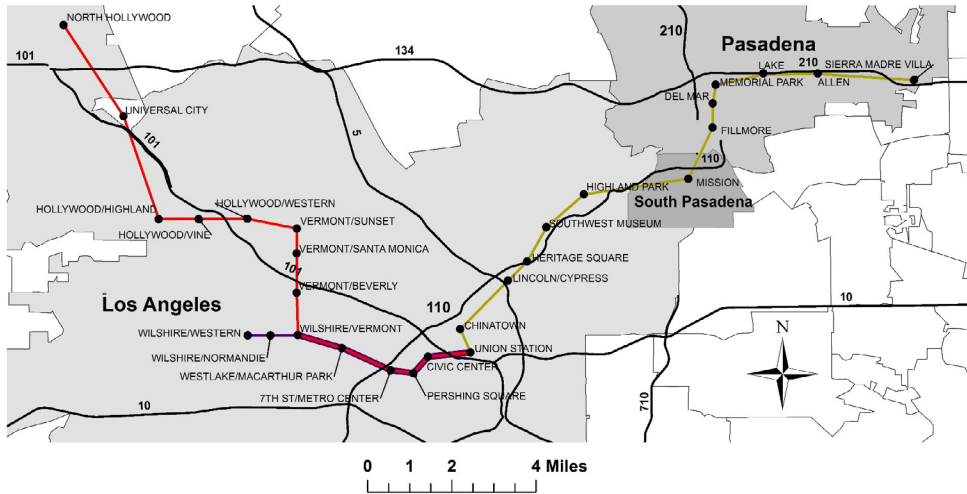 NORTH HOLLYWOOD
210
Pasadena
101
134
LAKE
210
SIERRA MADRE VILLA
MEMORIAL PARK
ALLEN
DEL MAR
UNIVERSAL CITY
FILLMORE
101
5
110
MISSION
HIGHLAND PARK
South Pasadena
HOLLYWOOD/WESTERN
HOLLYWOOD/HIGHLAND
VERMONT/SUNSET
SOUTHWEST MUSEUM
HOLLYWOOD/VINE
VERMONT/SANTA MONICA
HERITAGE SQUARE
101
LINCOLN/CYPRESS
VERMONT/BEVERLY
Los Angeles
110
10
WILSHIRE/WESTERN
WILSHIRE/VERMONT
CHINATOWN
N
WILSHIRE/NORMANDIE
UNION STATION
CIVIC CENTER
WESTLAKE/MACARTHUR PARK
7TH ST/METRO CENTER
PERSHING SQUARE
10
710
0 1 2 4 Miles